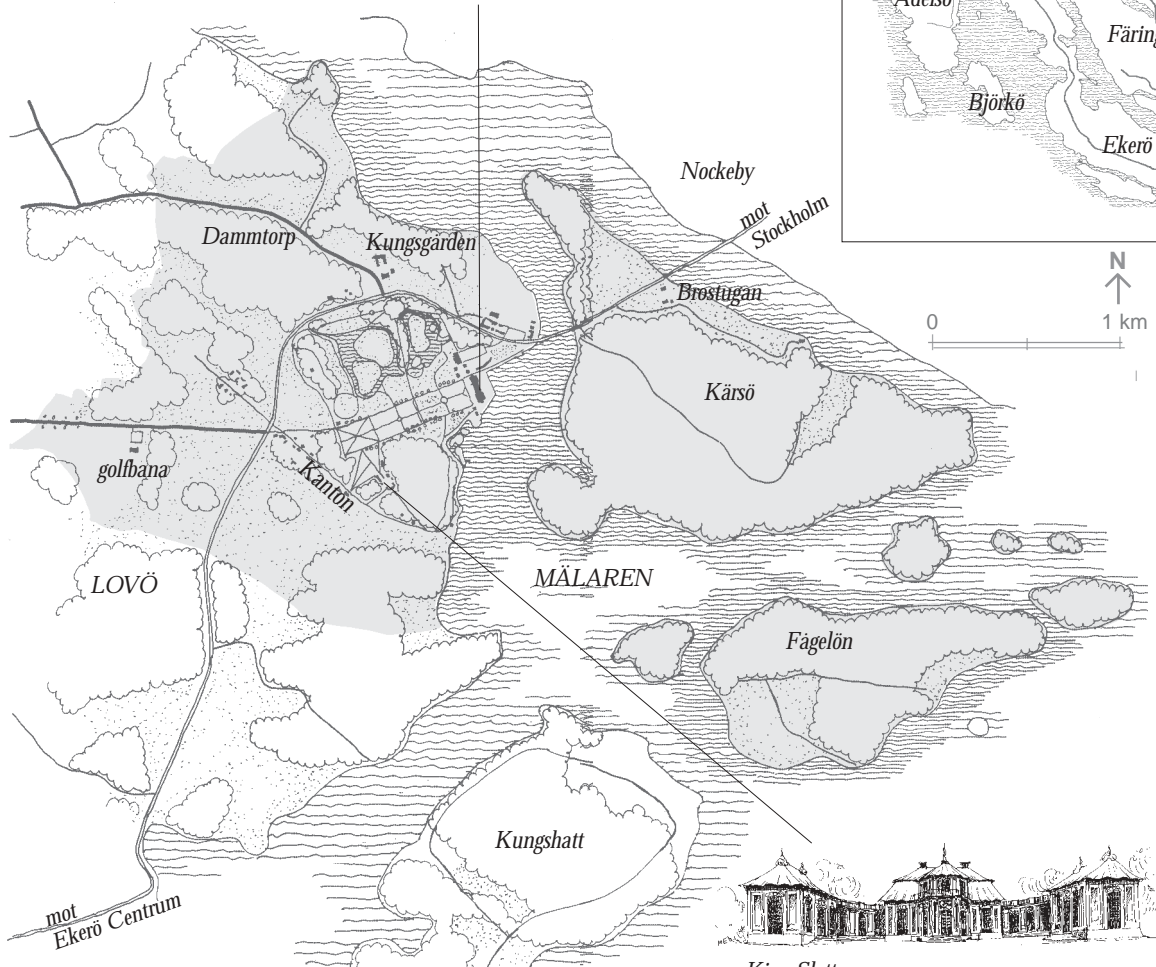 Adelsö
Färing
Björkö
Ekerö
Nockeby
mot
Stockholm
N
0
1 km
Dammtorp
Kungsgården
Brostugan
Kärsö
golfbana
Kanton
LOVÖ
MÄLAREN
Fågelön
Kungshatt
mot
Ekerö Centrum